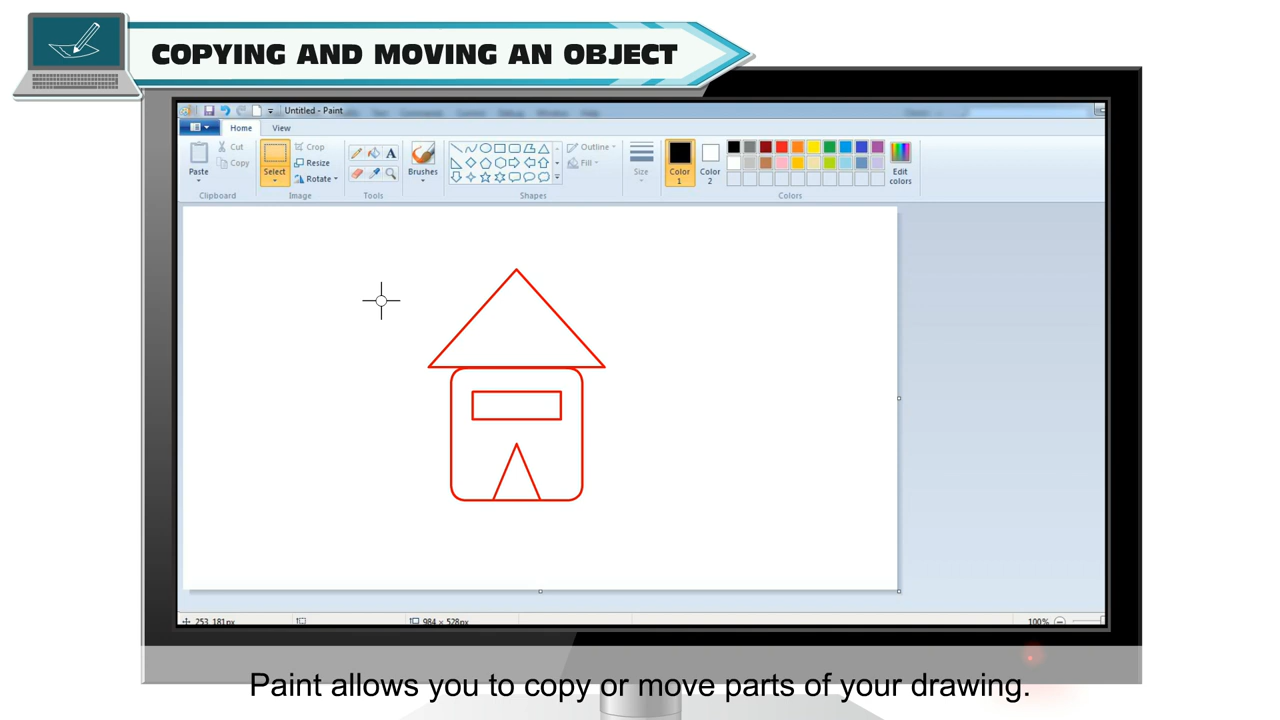 COPYING AND MOVING AN OBJECT
Untitled - Paint
Home View
Paste
Cut
Copy
Clipboard
Select
Crop
Resize
Rotate
Image
A
Tools
Brushes
Shapes
Outline
Fill
Size
Color 1
Color 2
Colors
Edit colors
253, 181px
984 × 528px
100%
Paint allows you to copy or move parts of your drawing.